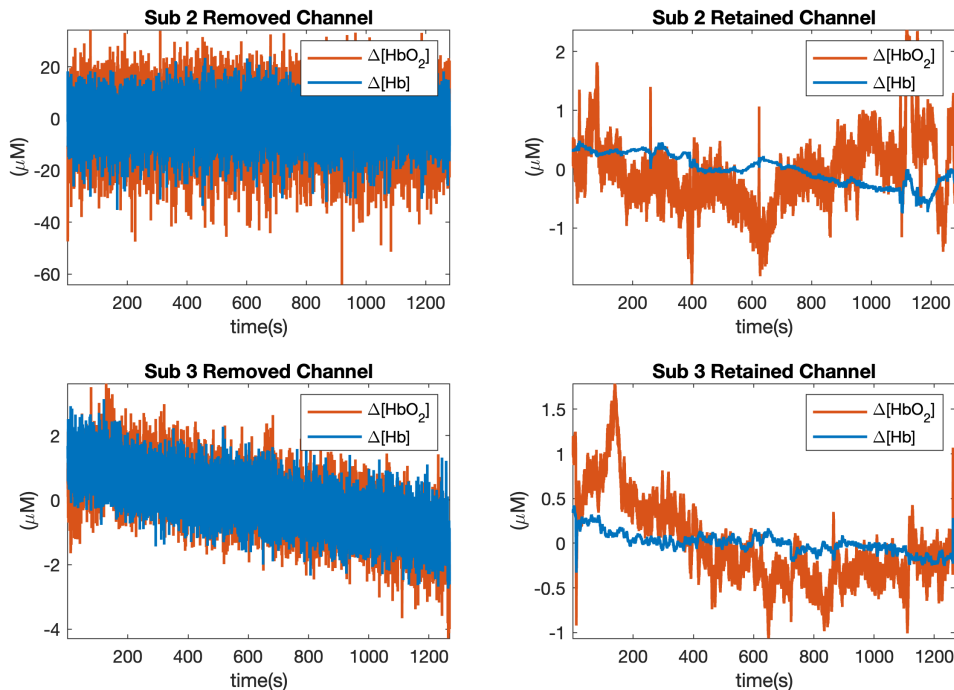 Sub 2 Removed Channel
Δ[HbO2]
Δ[Hb]
20
0
-20
-40
-60
(μM)
200 400 600 800 1000 1200
time(s)
Sub 2 Retained Channel
Δ[HbO2]
Δ[Hb]
2
1
0
-1
(μM)
200 400 600 800 1000 1200
time(s)
Sub 3 Removed Channel
Δ[HbO2]
Δ[Hb]
2
0
-2
-4
(μM)
200 400 600 800 1000 1200
time(s)
Sub 3 Retained Channel
Δ[HbO2]
Δ[Hb]
1.5
1
0.5
0
-0.5
-1
(μM)
200 400 600 800 1000 1200
time(s)